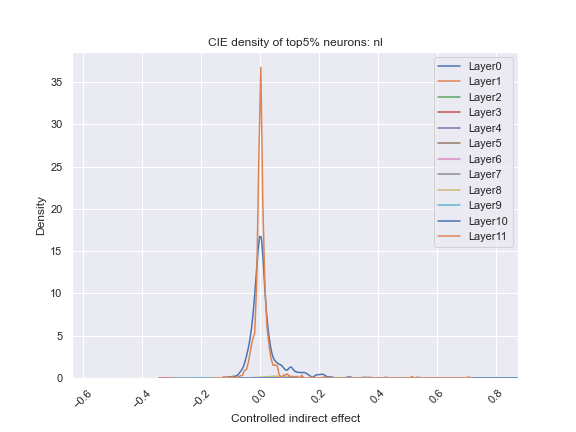 CIE density of top5% neurons: nl
Layer0
Layer1
Layer2
Layer3
Layer4
Layer5
Layer6
Layer7
Layer8
Layer9
Layer10
Layer11
35
30
25
20
15
10
5
0
Density
−0.6 −0.4 −0.2 0.0 0.2 0.4 0.6 0.8
Controlled indirect effect